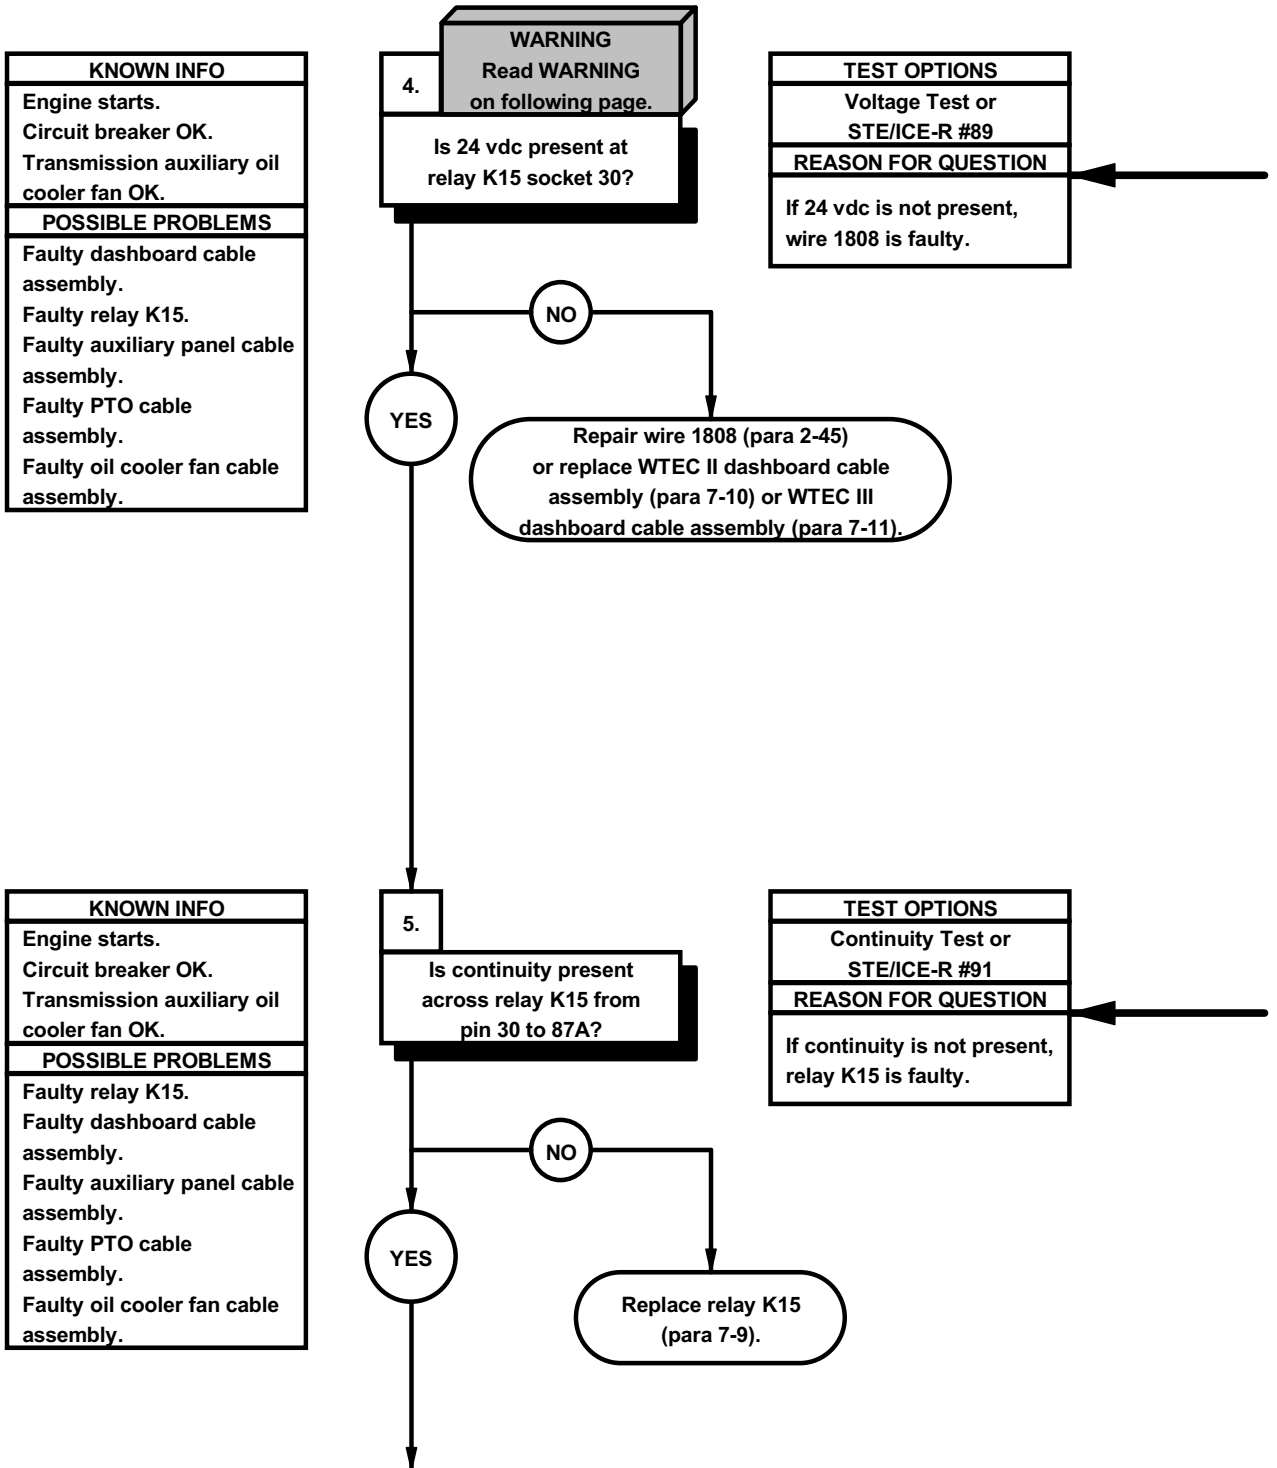 KNOWN INFO
Engine starts.
Circuit breaker OK.
Transmission auxiliary oil
cooler fan OK.
POSSIBLE PROBLEMS
Faulty dashboard cable
assembly.
Faulty relay K15.
Faulty auxiliary panel cable
assembly.
Faulty PTO cable
assembly.
Faulty oil cooler fan cable
assembly.
WARNING
Read WARNING
on following page.
4.
Is 24 vdc present at
relay K15 socket 30?
TEST OPTIONS
Voltage Test or
STE/ICE-R #89
REASON FOR QUESTION
If 24 vdc is not present,
wire 1808 is faulty.
NO
YES
Repair wire 1808 (para 2-45)
or replace WTEC II dashboard cable
assembly (para 7-10) or WTEC III
dashboard cable assembly (para 7-11).
KNOWN INFO
Engine starts.
Circuit breaker OK.
Transmission auxiliary oil
cooler fan OK.
POSSIBLE PROBLEMS
Faulty relay K15.
Faulty dashboard cable
assembly.
Faulty auxiliary panel cable
assembly.
Faulty PTO cable
assembly.
Faulty oil cooler fan cable
assembly.
5.
Is continuity present
across relay K15 from
pin 30 to 87A?
TEST OPTIONS
Continuity Test or
STE/ICE-R #91
REASON FOR QUESTION
If continuity is not present,
relay K15 is faulty.
NO
YES
Replace relay K15
(para 7-9).